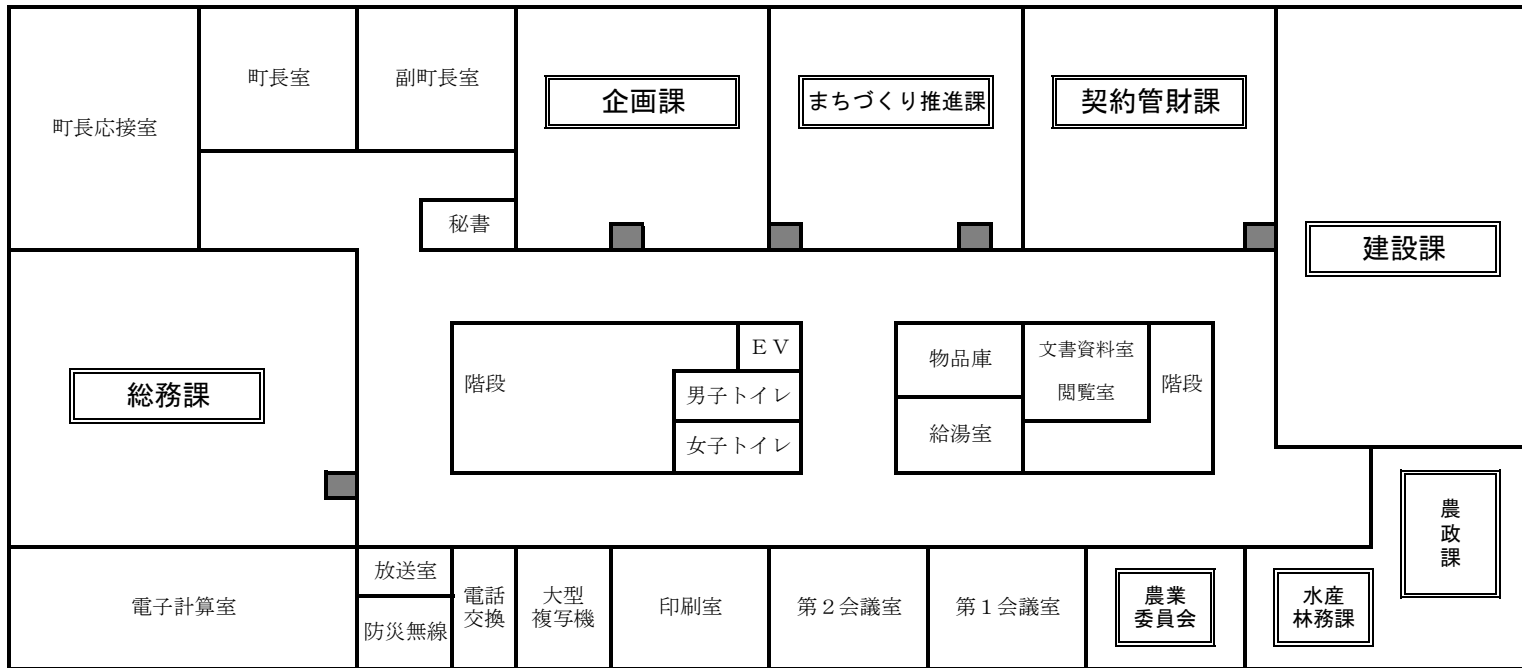 町長応接室
町長室
副町長室
企画課
まちづくり推進課
契約管財課
建設課
秘書
総務課
階段
ＥＶ
男子トイレ
女子トイレ
物品庫
給湯室
文書資料室
閲覧室
階段
農
政
課
電子計算室
放送室
防災無線
電話
交換
大型
複写機
印刷室
第２会議室
第１会議室
農業
委員会
水産
林務課